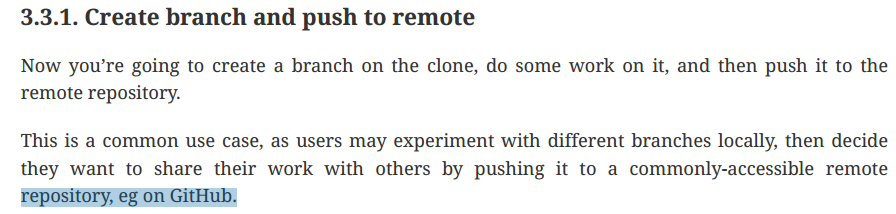 3.3.1. Create branch and push to remote
Now you’re going to create a branch on the clone, do some work on it, and then push it to the
remote repository.
This is a common use case, as users may experiment with different branches locally, then decide
they want to share their work with others by pushing it to a commonly-accessible remote
repository, eg on GitHub.